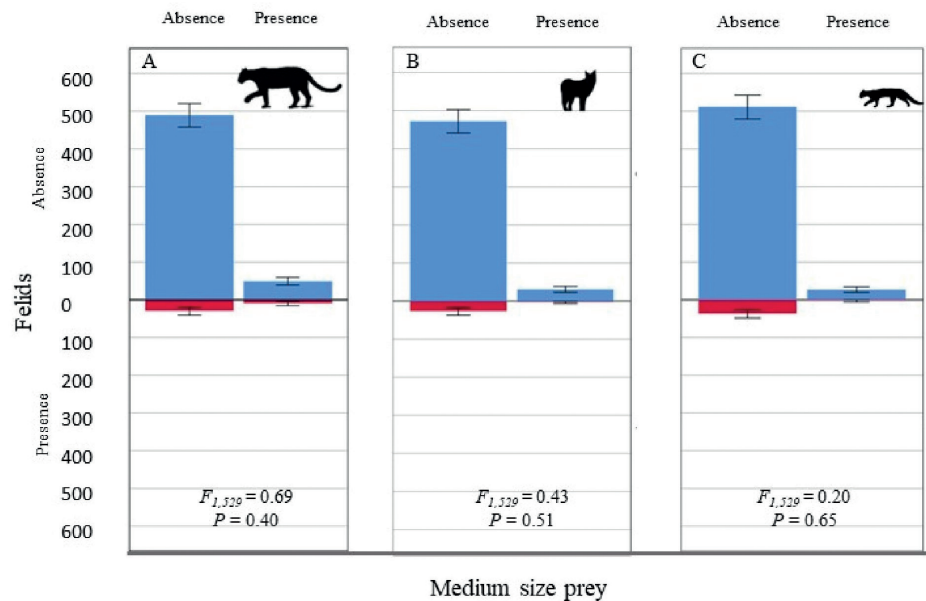 Absence Presence Absence Presence Absence Presence
A B C
600
500
400
300
200
100
0
100
200
300
400
500
600
Absence
Felids
Presence
F1,529 = 0.69
P = 0.40
F1,529 = 0.43
P = 0.51
F1,529 = 0.20
P = 0.65
Medium size prey